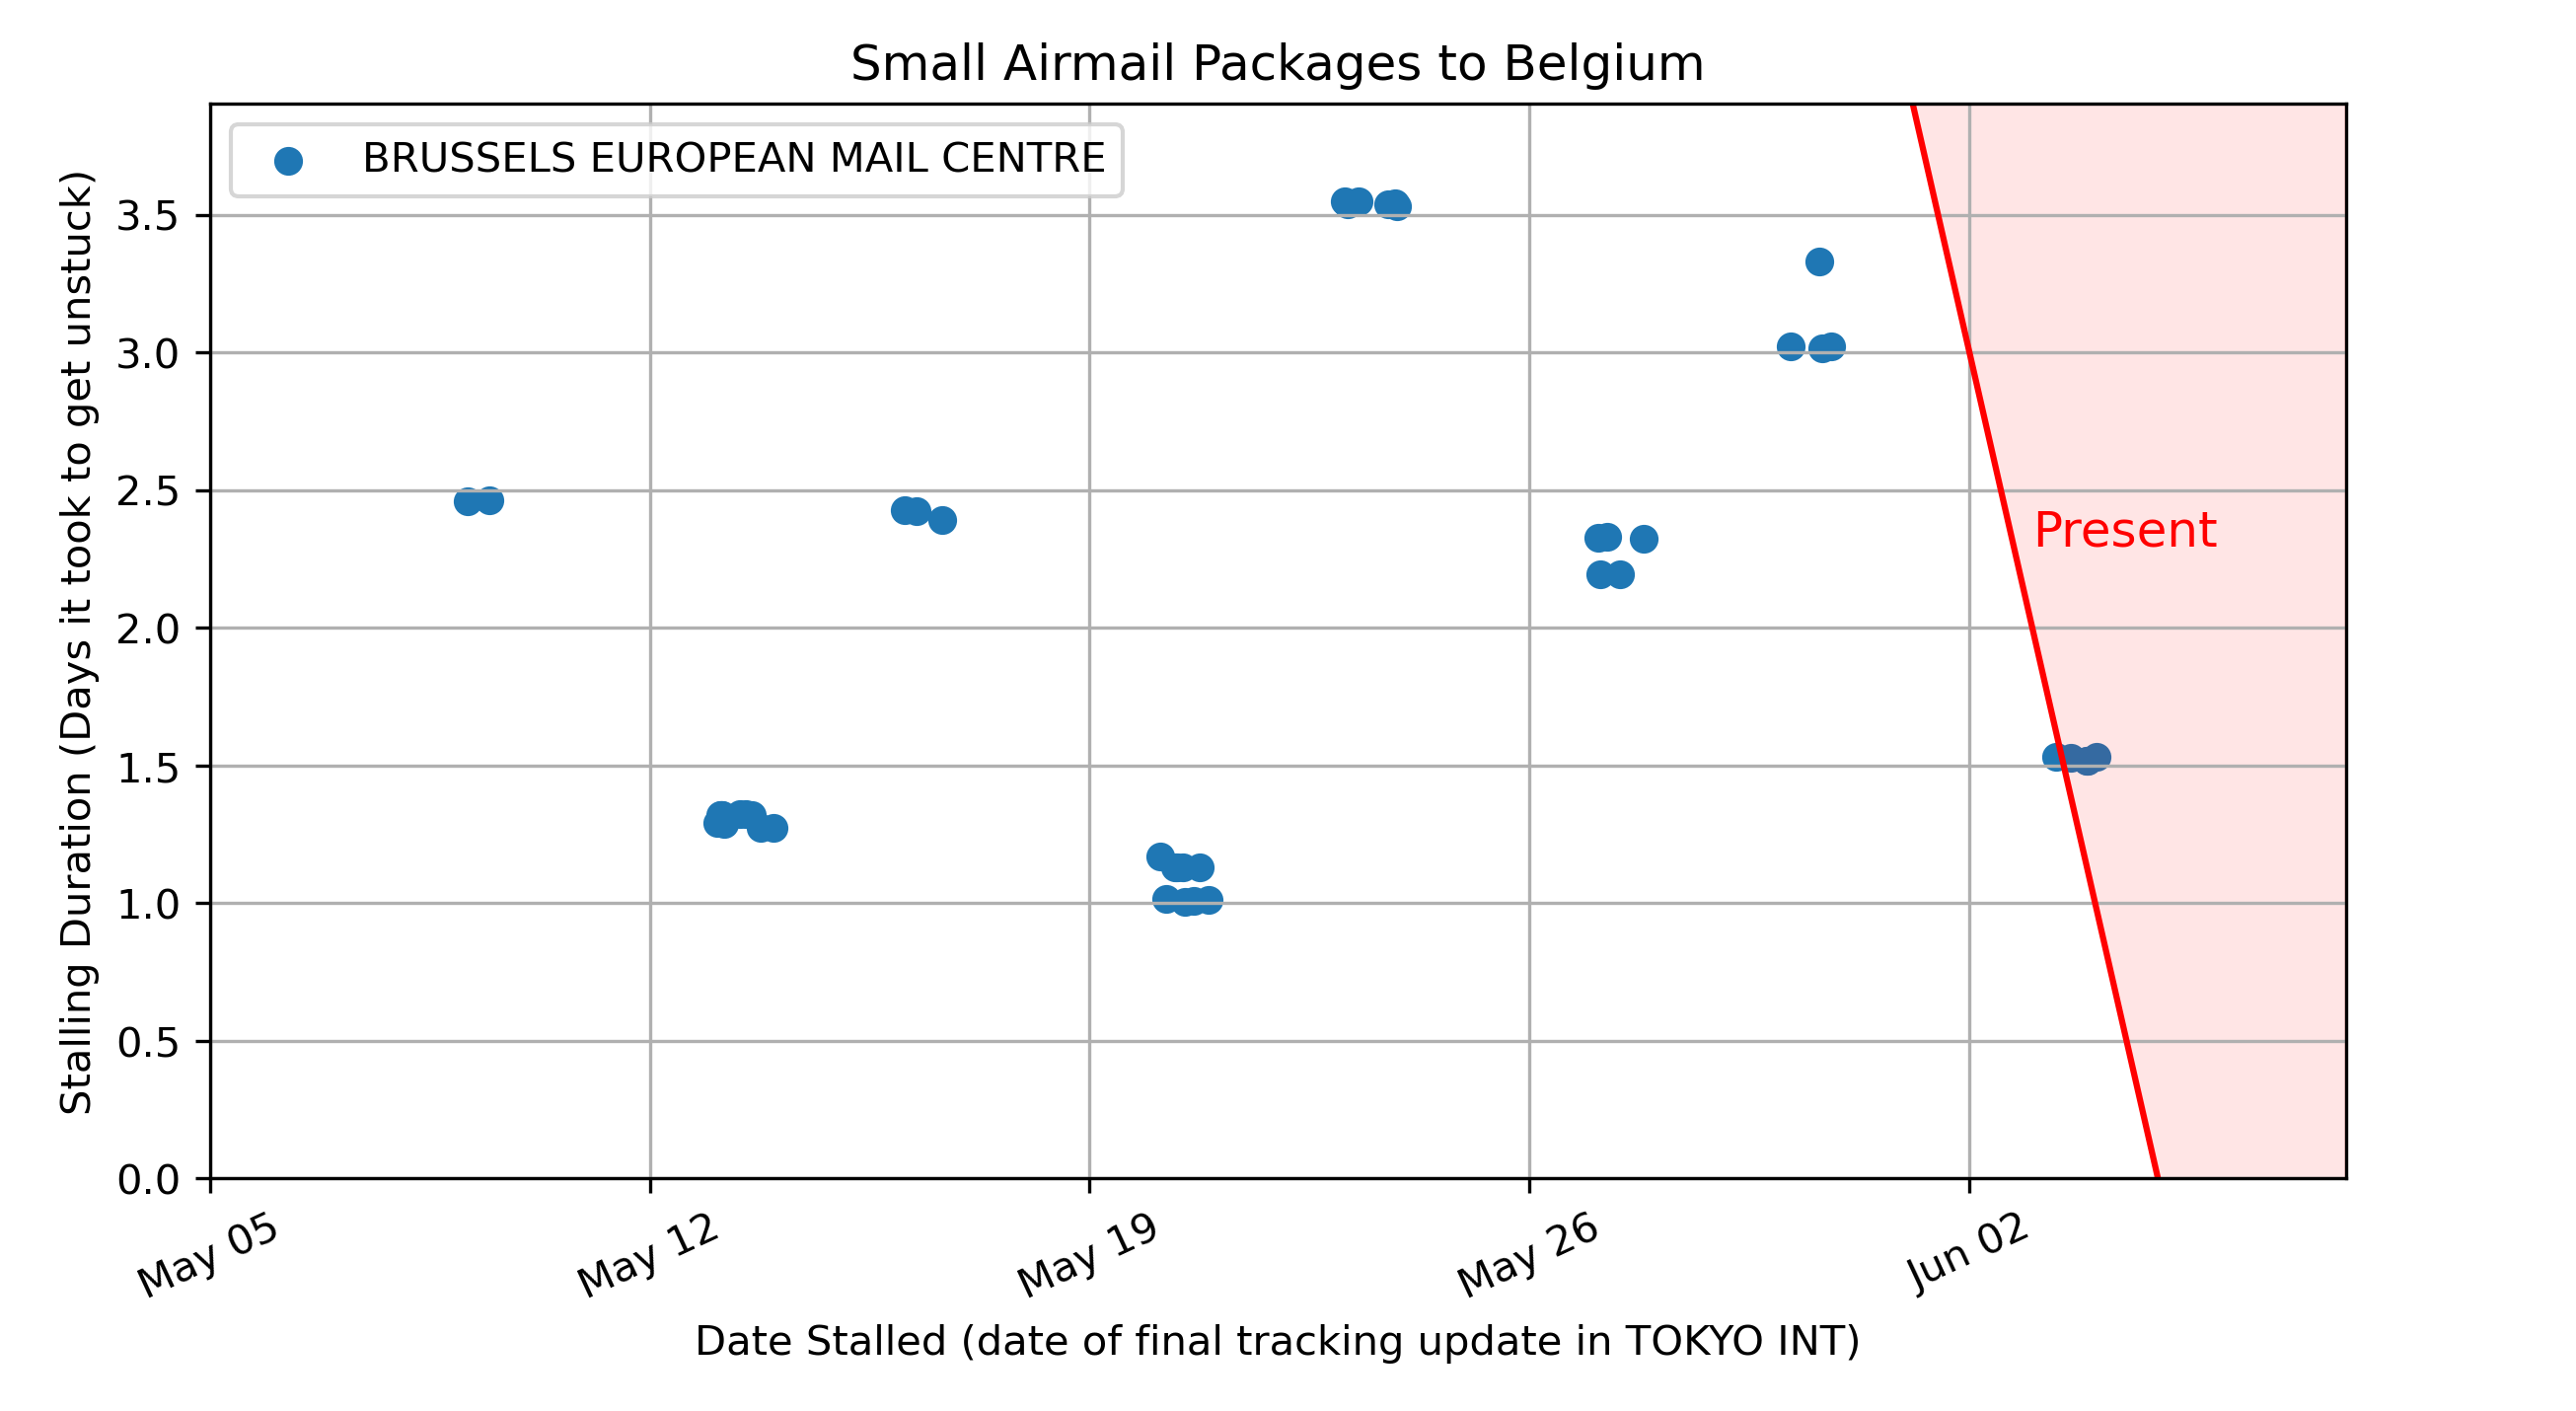 Small Airmail Packages to Belgium
BRUSSELS EUROPEAN MAIL CENTRE
Stalling Duration (Days it took to get unstuck)
3.5
3.0
2.5
2.0
1.5
1.0
0.5
0.0
Present
May 05
May 12
May 19
May 26
Jun 02
Date Stalled (date of final tracking update in TOKYO INT)